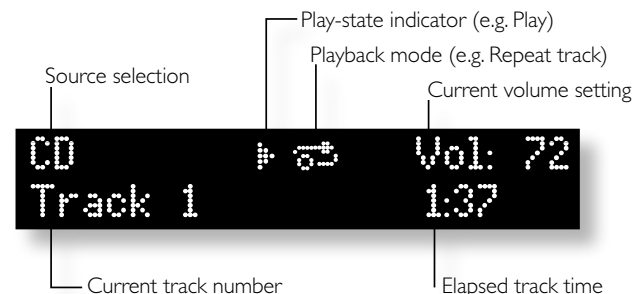 Play-state indicator (e.g. Play)
Playback mode (e.g. Repeat track)
Source selection
Current volume setting
CD Vol: 72
Track 1 1:37
Current track number
Elapsed track time